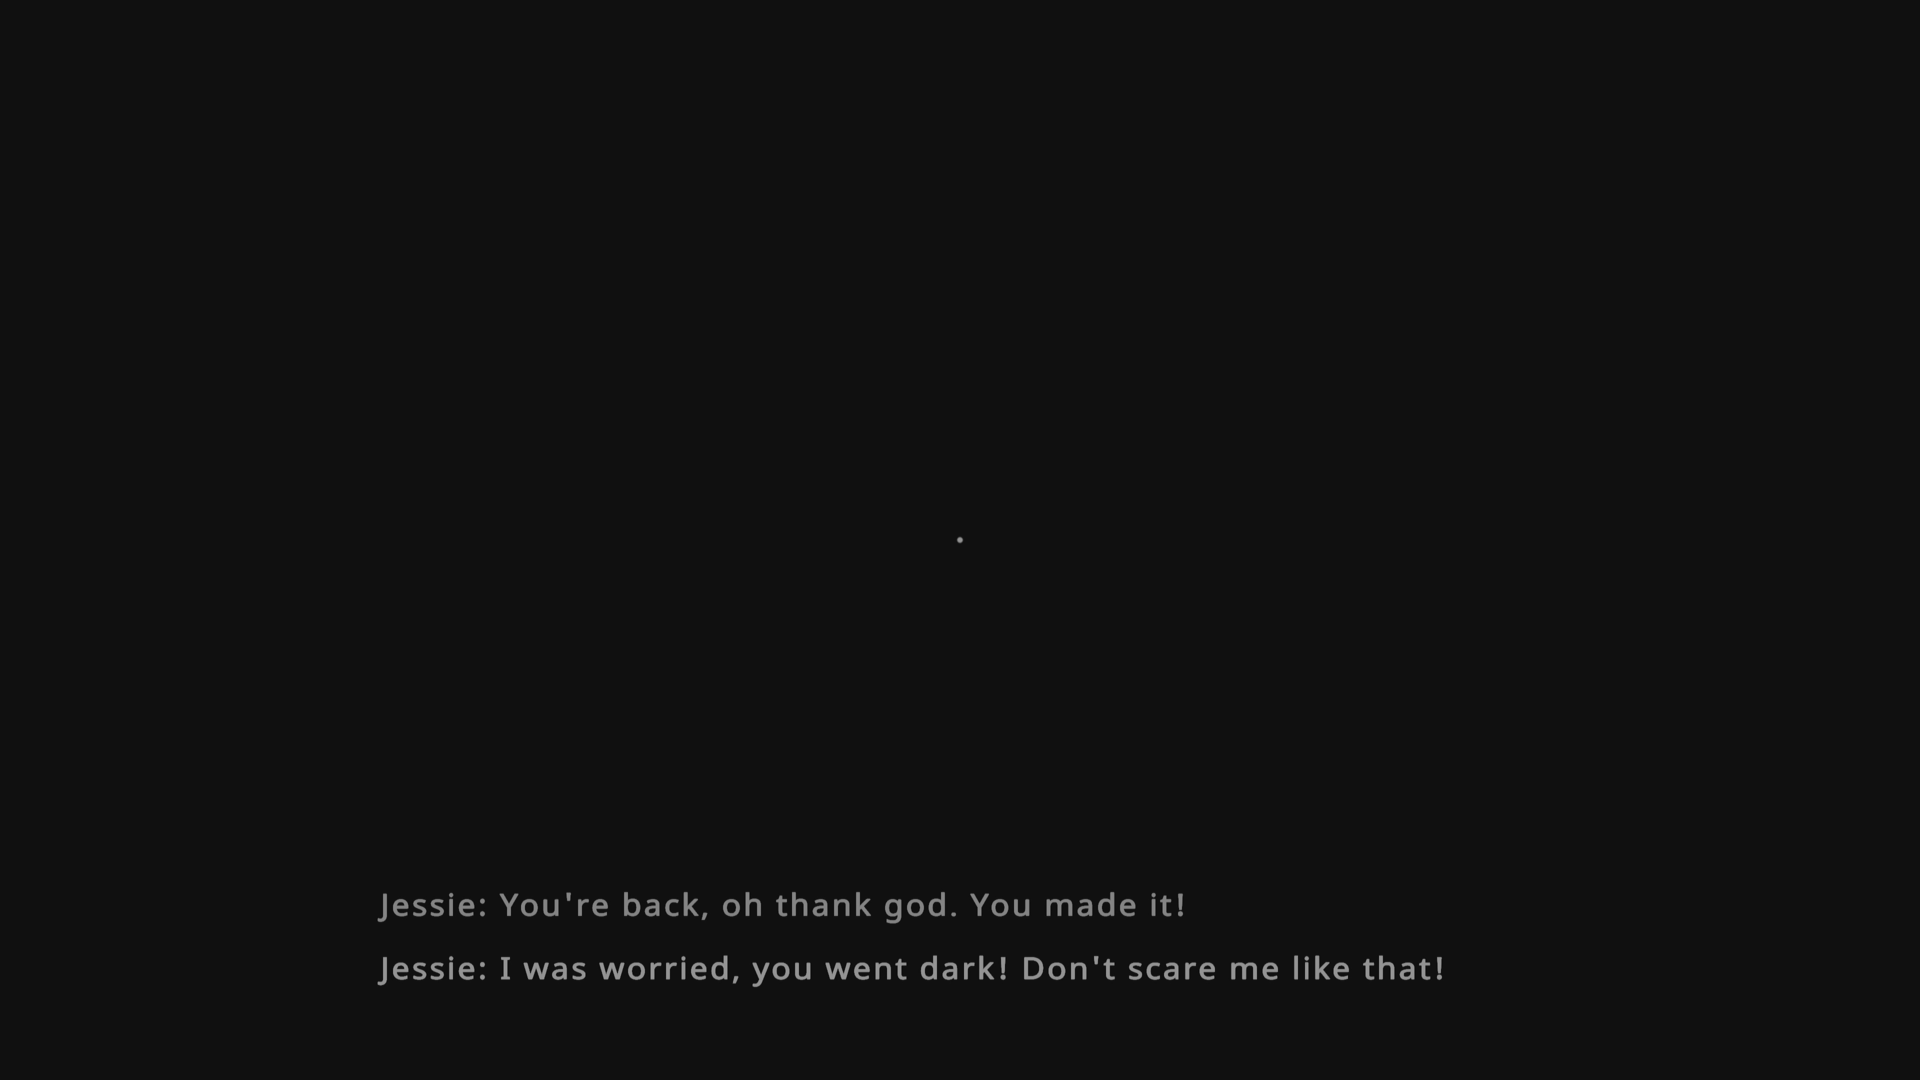 Jessie: You're back, oh thank god. You made it!
Jessie: I was worried, you went dark! Don't scare me like that!